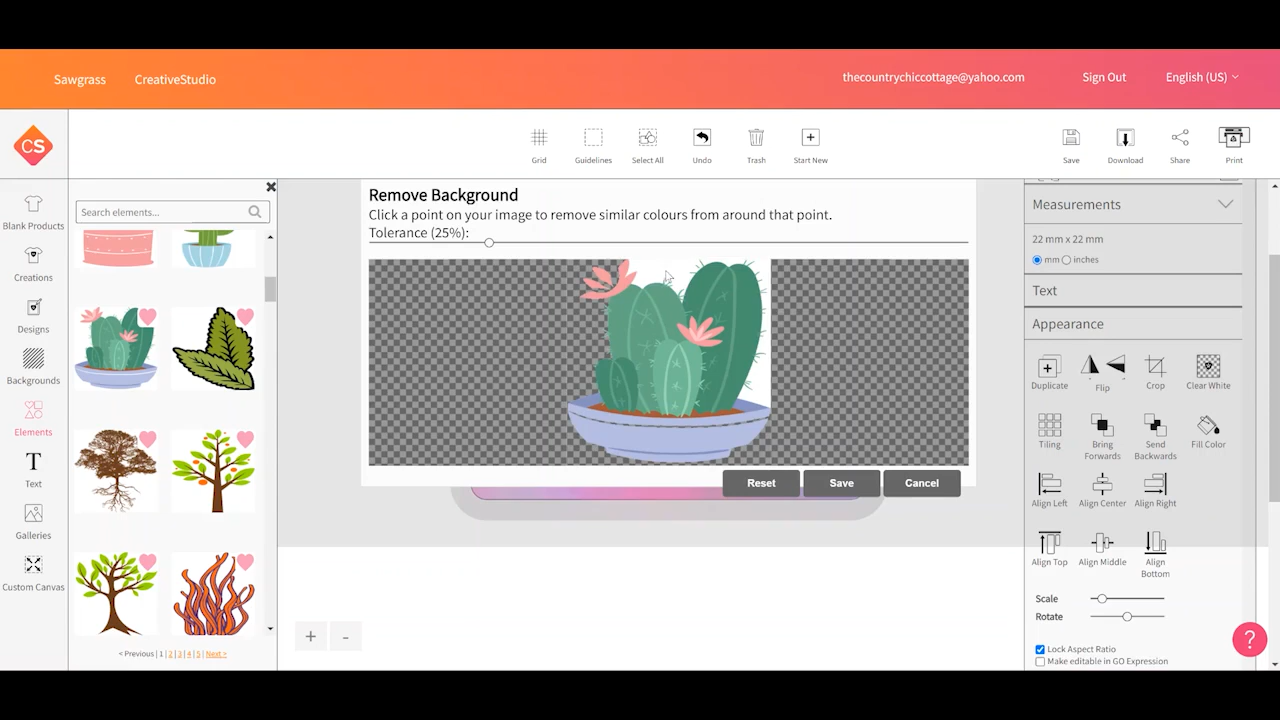 Sawgrass
CreativeStudio
thecountrychiccottage@yahoo.com
Sign Out
English (US)
CS
Grid
Guidelines
Select All
Undo
Trash
Start New
Save
Download
Share
Print
Blank Products
Creations
Designs
Backgrounds
Elements
Text
Galleries
Custom Canvas
Search elements...
< Previous | 1 | 2 | 3 | 4 | 5 | Next >
Remove Background
Click a point on your image to remove similar colours from around that point.
Tolerance (25%):
Reset
Save
Cancel
+
-
Measurements
22 mm x 22 mm
mm
inches
Text
Appearance
Duplicate
Flip
Crop
Clear White
Tiling
Bring
Forwards
Send
Backwards
Fill Color
Align Left
Align Center
Align Right
Align Top
Align Middle
Align
Bottom
Scale
Rotate
Lock Aspect Ratio
Make editable in GO Expression
?